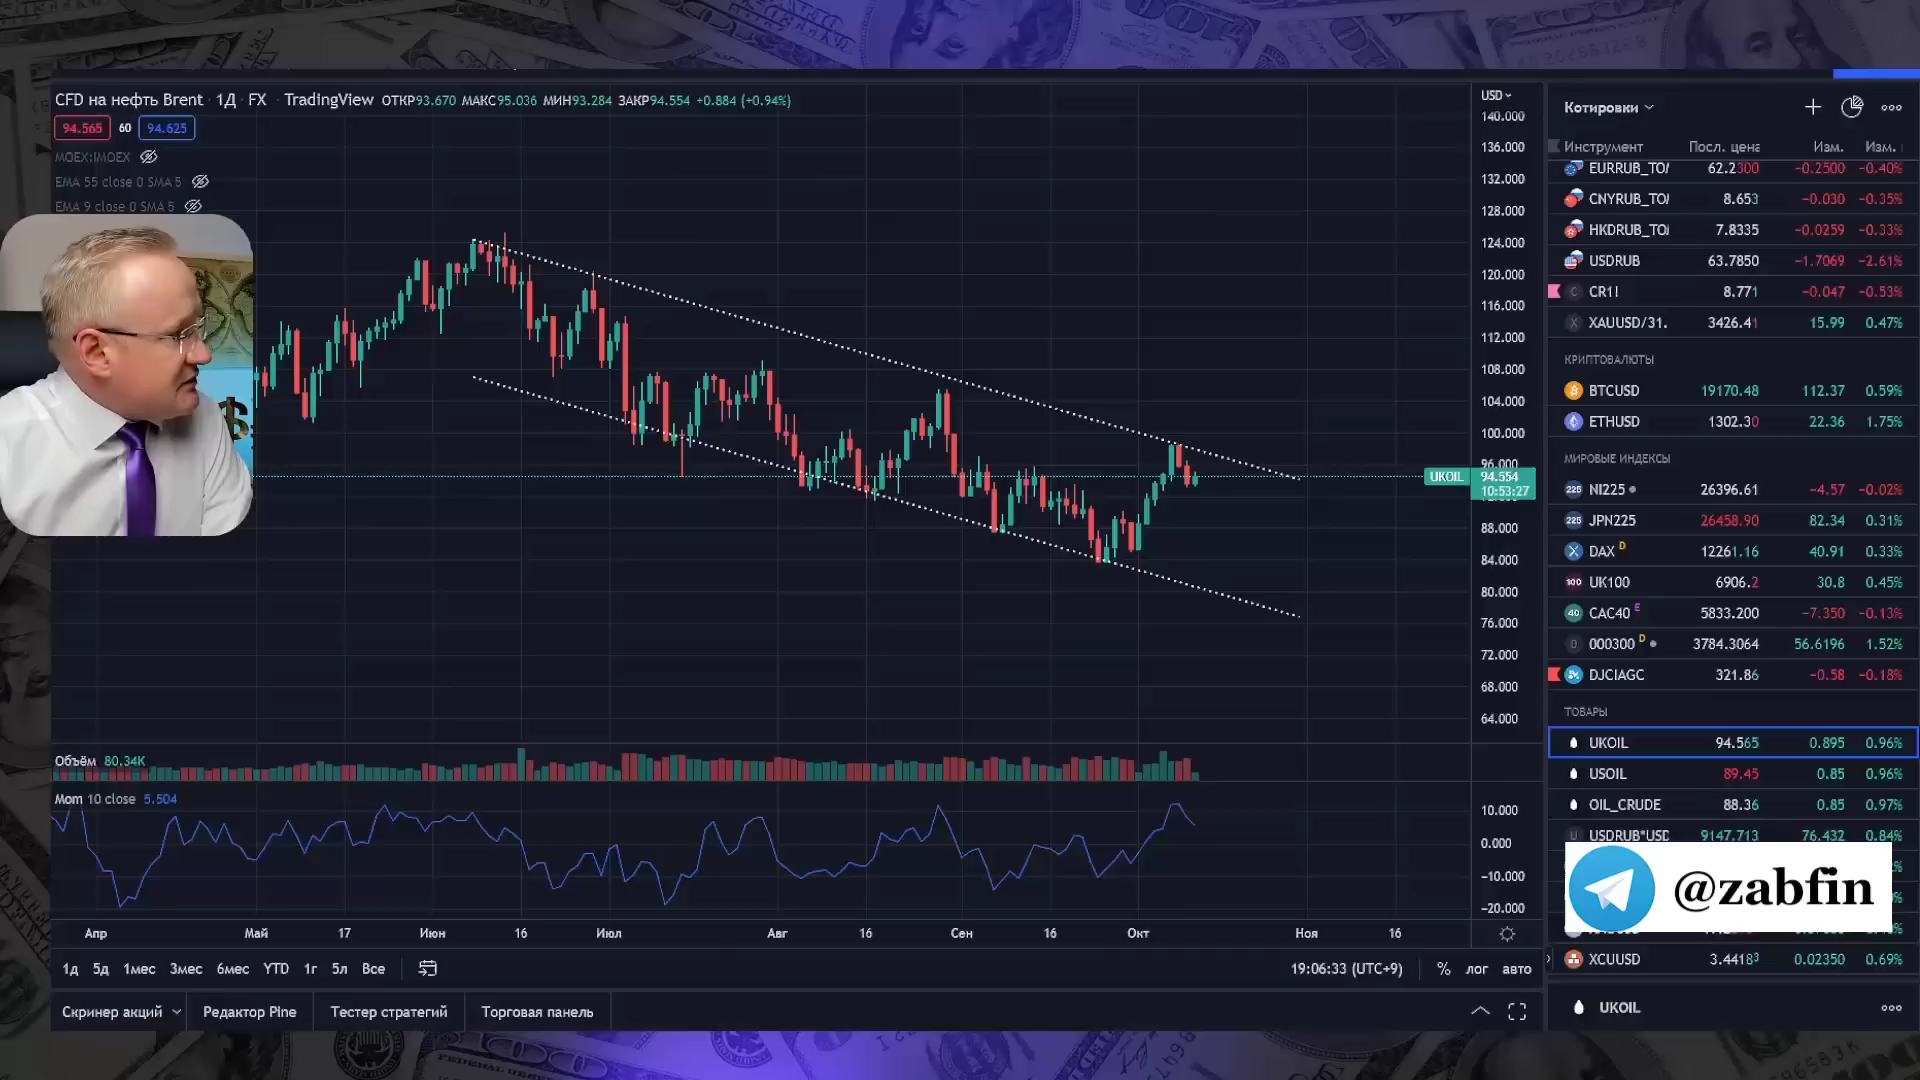 CFD на нефть Brent · 1Д · FX · TradingView ОТКР93.670 МАКС95.036 МИН93.284 ЗАКР94.554 +0.884 (+0.94%)
94.565 60 94.625
MOEX:IMOEX
EMA 55 close 0 SMA 5
EMA 9 close 0 SMA 5
USD
140.000
136.000
132.000
128.000
124.000
120.000
116.000
112.000
108.000
104.000
100.000
96.000
UKOIL 94.554
10:53:27
88.000
84.000
80.000
76.000
72.000
68.000
64.000
Объём 80.34K
Mom 10 close 5.504
10.000
0.000
-10.000
-20.000
Апр Май 17 Июн 16 Июл Авг 16 Сен 16 Окт Ноя 16
1д 5д 1мес 3мес 6мес YTD 1г 5л Все
19:06:33 (UTC+9) % лог авто
Скринер акций Редактор Pine Тестер стратегий Торговая панель
Котировки
Инструмент Посл. цена Изм. Изм.
EURRUB_TO 62.2300 -0.2500 -0.40%
CNYRUB_TO 8.653 -0.030 -0.35%
HKDRUB_TO 7.8335 -0.0259 -0.33%
USDRUB 63.7850 -1.7069 -2.61%
CR1! 8.771 -0.047 -0.53%
XAUUSD/31. 3426.41 15.99 0.47%
КРИПТОВАЛЮТЫ
BTCUSD 19170.48 112.37 0.59%
ETHUSD 1302.30 22.36 1.75%
МИРОВЫЕ ИНДЕКСЫ
225 NI225 26396.61 -4.57 -0.02%
225 JPN225 26458.90 82.34 0.31%
DAX D 12261.16 40.91 0.33%
100 UK100 6906.2 30.8 0.45%
40 CAC40 E 5833.200 -7.350 -0.13%
000300 D 3784.3064 56.6196 1.52%
DJCIAGC 321.86 -0.58 -0.18%
ТОВАРЫ
UKOIL 94.565 0.895 0.96%
USOIL 89.45 0.85 0.96%
OIL_CRUDE 88.36 0.85 0.97%
USDRUB*USD 9147.713 76.432 0.84%
@zabfin
XCUUSD 3.4418³ 0.02350 0.69%
UKOIL